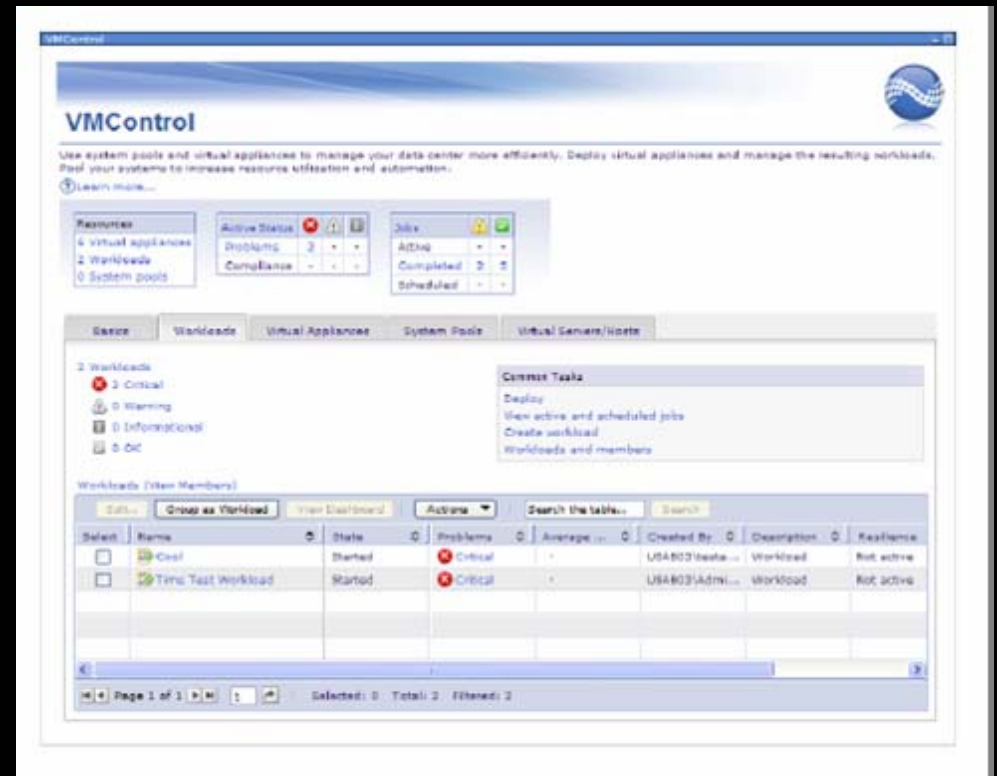 VMControl
VMControl
Use system pools and virtual appliances to manage your data center more efficiently. Deploy virtual appliances and manage the resulting workloads.
Pool your systems to increase resource utilization and automation.
Learn more...
Resources
6 Virtual appliances
2 Workloads
0 System pools
Active Status
Problems 2 - -
Compliance - - -
Jobs
Active - -
Completed
Scheduled - -
Basics Workloads Virtual Appliances System Pools Virtual Servers/Hosts
2 Workloads
2 Critical
0 Warning
0 Informational
0 OK
Common Tasks
Deploy
View active and scheduled jobs
Create workload
Workloads and members
Workloads (View Members)
Edit... Group as Workload View Dashboard Actions Search the table... Search
Select Name State Problems Average ... Created By Description Resilience
Cool Started Critical - Workload Not active
Time Test Workload Started Critical - USAB03\Admi... Workload Not active
Page 1 of 1 1 Selected: 0 Total: 2 Filtered: 2